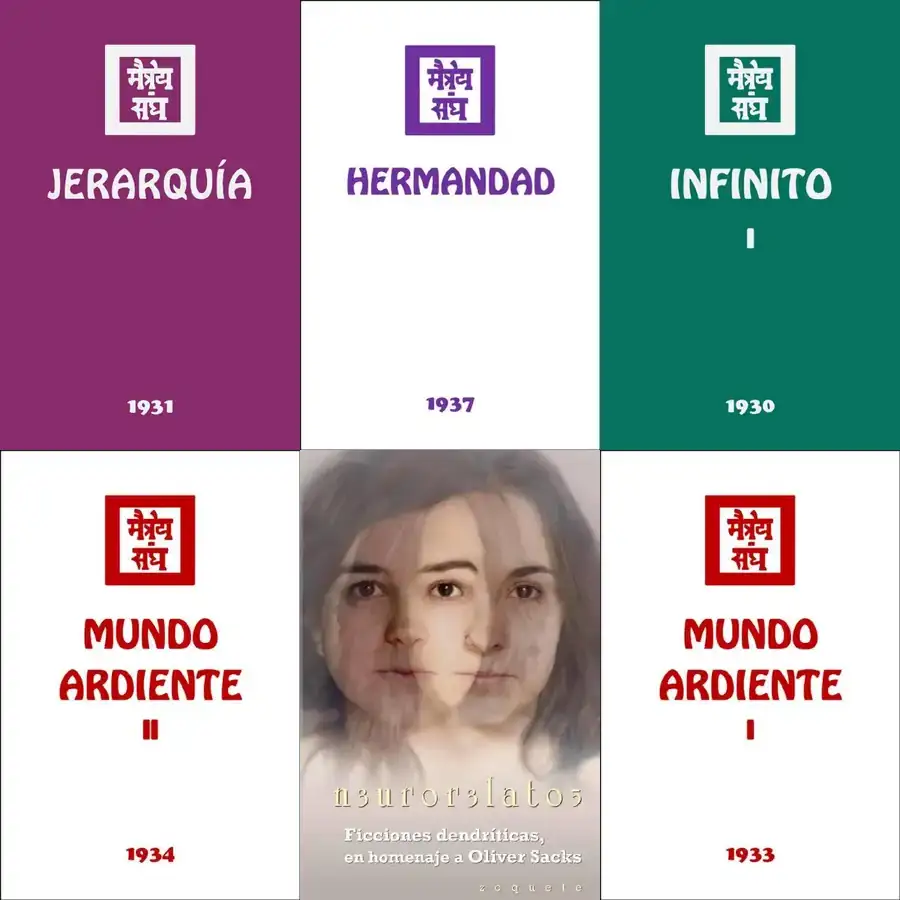 मैत्रेय
संघ
JERARQUÍA
1931
मैत्रेय
संघ
HERMANDAD
1937
मैत्रेय
संघ
INFINITO
I
1930
मैत्रेय
संघ
MUNDO
ARDIENTE
II
1934
n3uror3lato5
Ficciones dendríticas,
en homenaje a Oliver Sacks
zoquete
मैत्रेय
संघ
MUNDO
ARDIENTE
I
1933